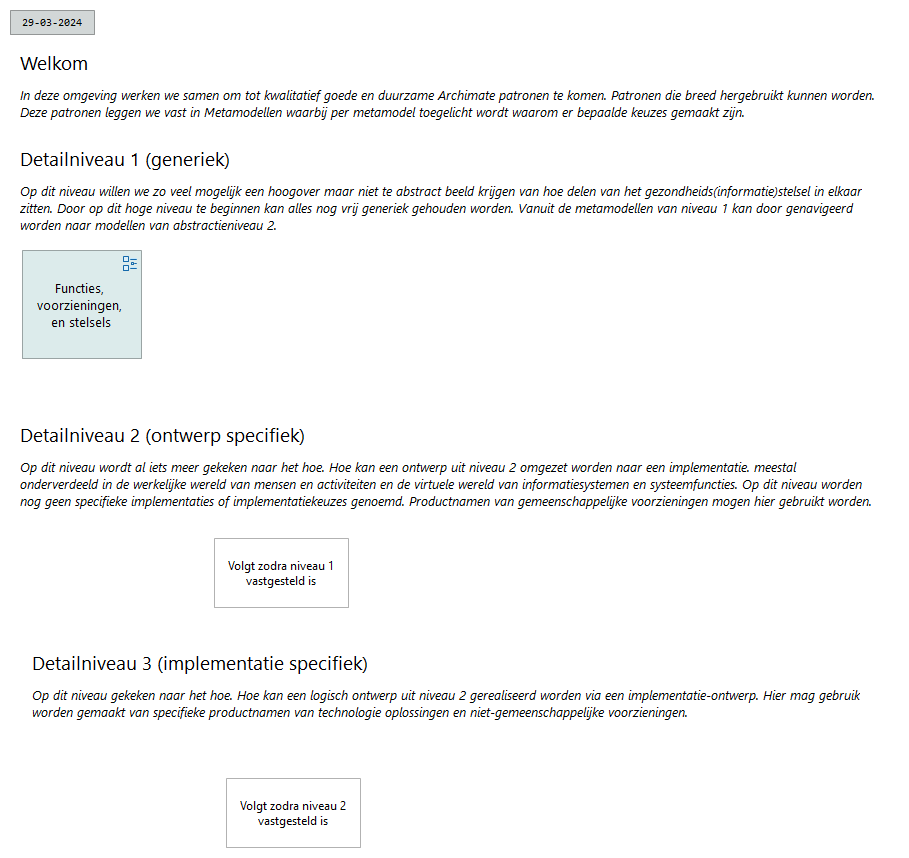 29-03-2024
Welkom
In deze omgeving werken we samen om tot kwalitatief goede en duurzame Archimate patronen te komen. Patronen die breed hergebruikt kunnen worden.
Deze patronen leggen we vast in Metamodellen waarbij per metamodel toegelicht wordt waarom er bepaalde keuzes gemaakt zijn.
Detailniveau 1 (generiek)
Op dit niveau willen we zo veel mogelijk een hoogover maar niet te abstract beeld krijgen van hoe delen van het gezondheids(informatie)stelsel in elkaar
zitten. Door op dit hoge niveau te beginnen kan alles nog vrij generiek gehouden worden. Vanuit de metamodellen van niveau 1 kan door genavigeerd
worden naar modellen van abstractieniveau 2.
Functies,
voorzieningen,
en stelsels
Detailniveau 2 (ontwerp specifiek)
Op dit niveau wordt al iets meer gekeken naar het hoe. Hoe kan een ontwerp uit niveau 2 omgezet worden naar een implementatie. meestal
onderverdeeld in de werkelijke wereld van mensen en activiteiten en de virtuele wereld van informatiesystemen en systeemfuncties. Op dit niveau worden
nog geen specifieke implementaties of implementatiekeuzes genoemd. Productnamen van gemeenschappelijke voorzieningen mogen hier gebruikt worden.
Volgt zodra niveau 1
vastgesteld is
Detailniveau 3 (implementatie specifiek)
Op dit niveau gekeken naar het hoe. Hoe kan een logisch ontwerp uit niveau 2 gerealiseerd worden via een implementatie-ontwerp. Hier mag gebruik
worden gemaakt van specifieke productnamen van technologie oplossingen en niet-gemeenschappelijke voorzieningen.
Volgt zodra niveau 2
vastgesteld is